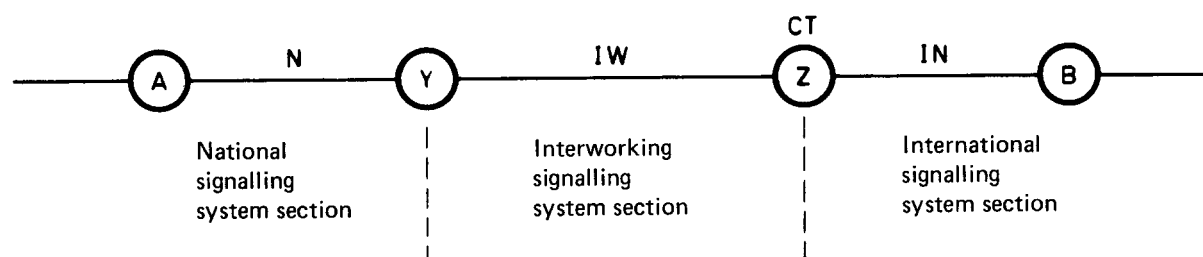 CT
N
IW
IN
A
Y
Z
B
National
signalling
system section
Interworking
signalling
system section
International
signalling
system section